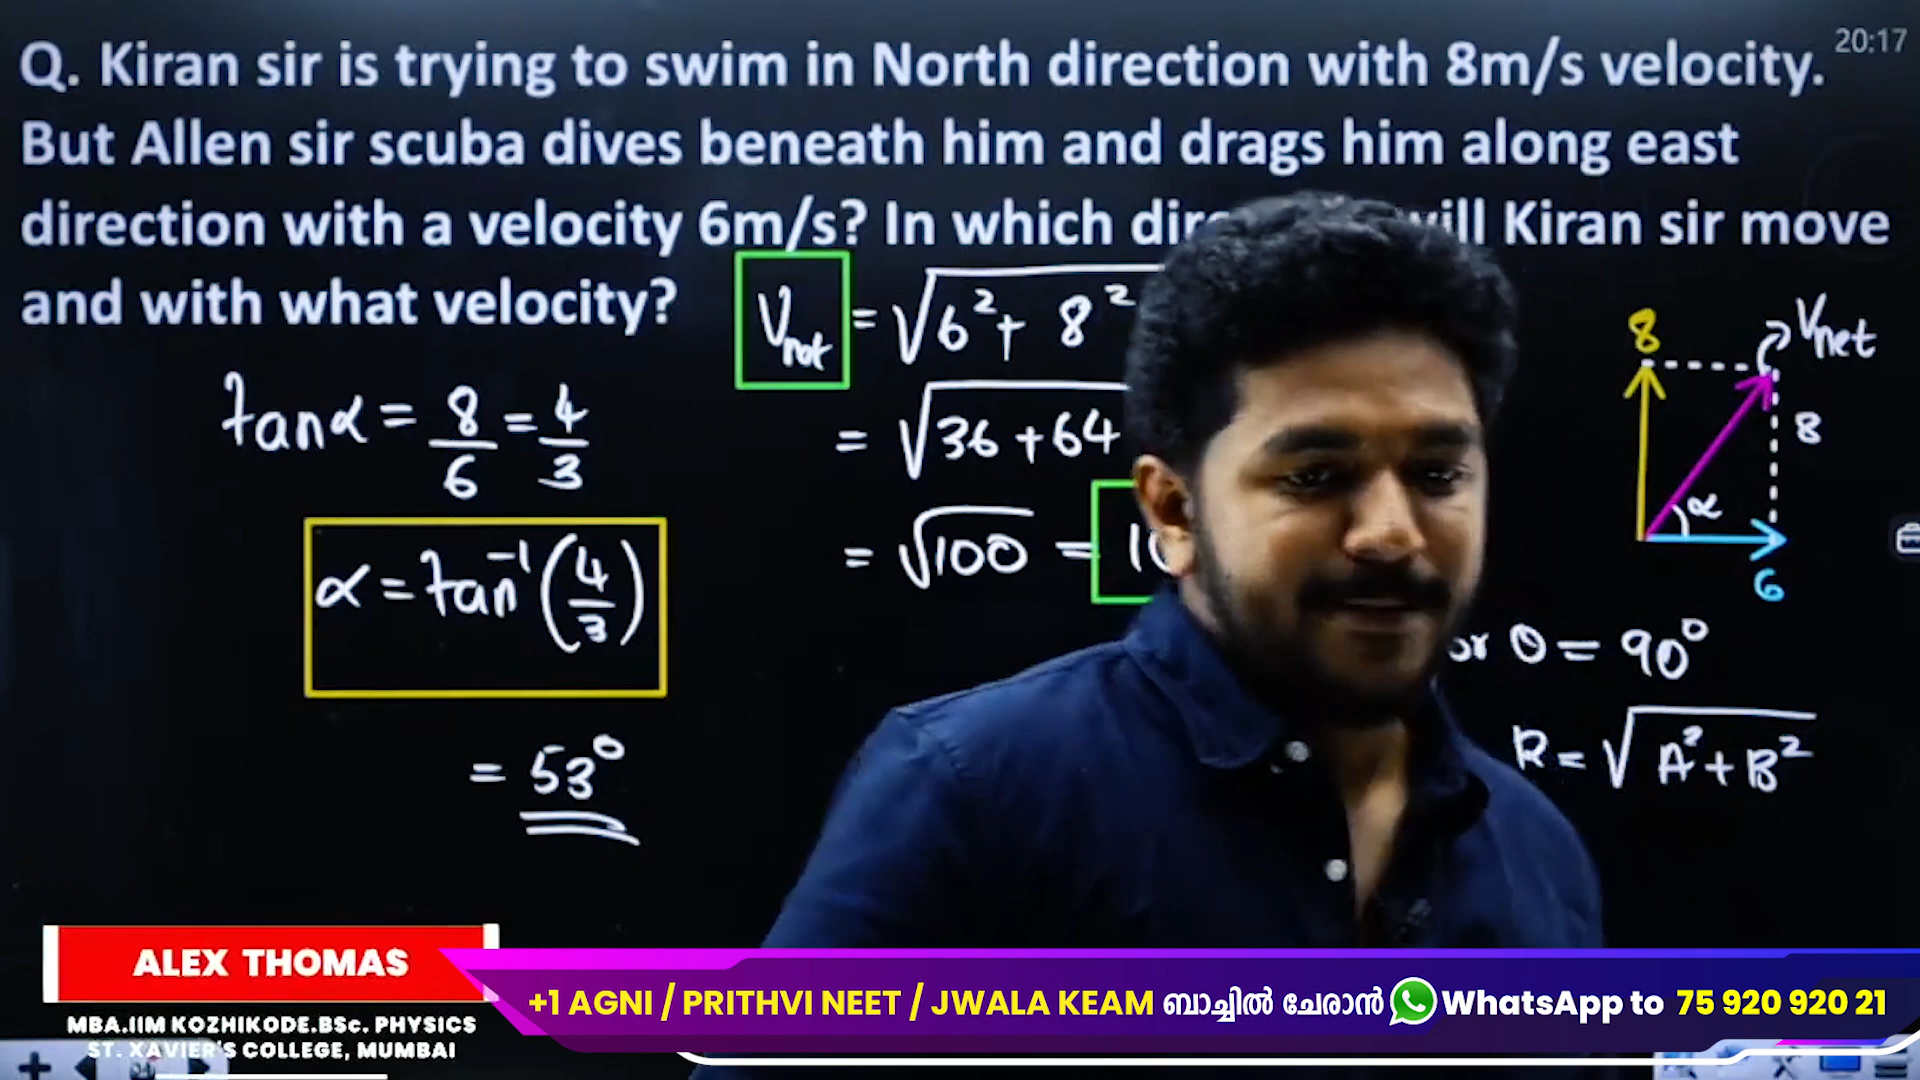 20:17
Q. Kiran sir is trying to swim in North direction with 8m/s velocity.
But Allen sir scuba dives beneath him and drags him along east
direction with a velocity 6m/s? In which will Kiran sir move
and with what velocity?
Vnet = √6²+ 8²
tanα = 8/6 = 4/3
= √36+64
= √100 =
α = tan⁻¹(4/3)
= 53°
8
Vnet
8
α
6
θ = 90°
R = √A²+B²
ALEX THOMAS
MBA.IIM KOZHIKODE.BSc. PHYSICS
ST. XAVIER'S COLLEGE, MUMBAI
+1 AGNI / PRITHVI NEET / JWALA KEAM ബാച്ചിൽ ചേരാൻ WhatsApp to 75 920 920 21